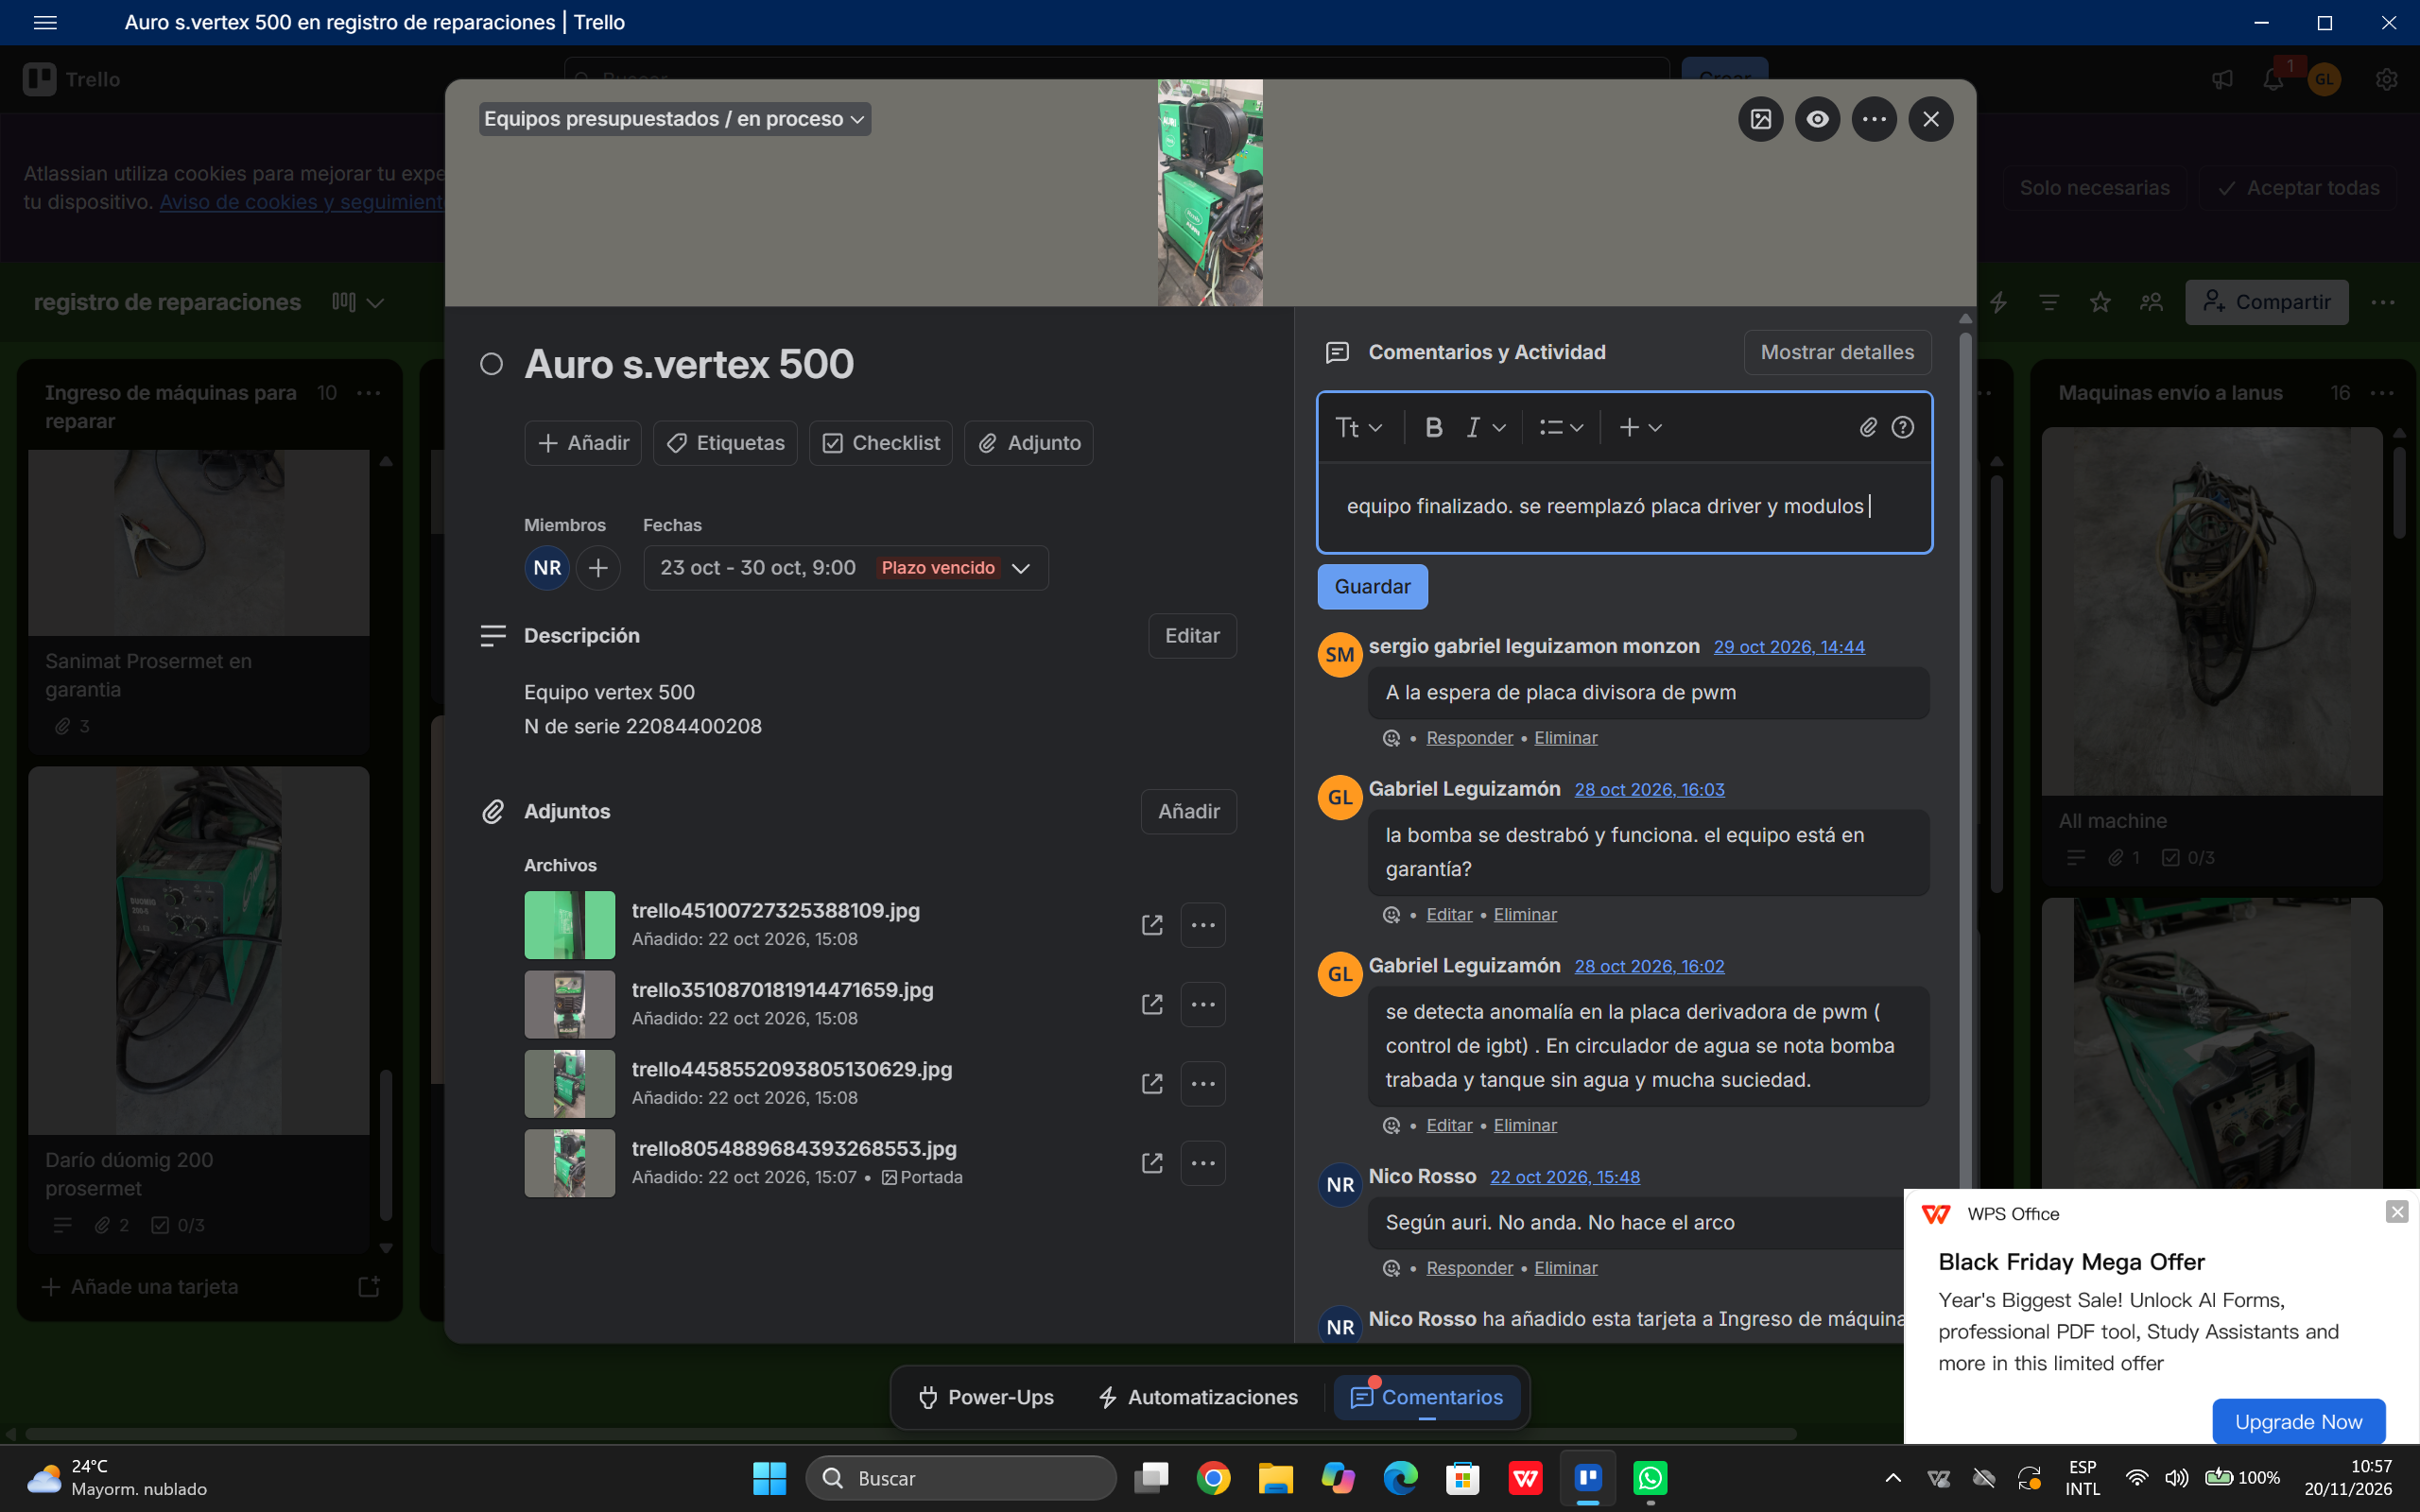 Auro s.vertex 500 en registro de reparaciones | Trello
Trello
Buscar
Crear
1
GL
Atlassian utiliza cookies para mejorar tu expe
tu dispositivo. Aviso de cookies y seguimient
Solo necesarias
Aceptar todas
registro de reparaciones
Compartir
Ingreso de máquinas para reparar 10
Sanimat Prosermet en
garantia
3
Darío dúomig 200
prosermet
2 0/3
Añade una tarjeta
Equipos presupuestados / en proceso
Auro s.vertex 500
Añadir
Etiquetas
Checklist
Adjunto
Miembros
Fechas
NR
23 oct - 30 oct, 9:00 Plazo vencido
Descripción
Editar
Equipo vertex 500
N de serie 22084400208
Adjuntos
Añadir
Archivos
trello45100727325388109.jpg
Añadido: 22 oct 2026, 15:08
trello3510870181914471659.jpg
Añadido: 22 oct 2026, 15:08
trello4458552093805130629.jpg
Añadido: 22 oct 2026, 15:08
trello8054889684393268553.jpg
Añadido: 22 oct 2026, 15:07 • Portada
Comentarios y Actividad
Mostrar detalles
Tt B I
equipo finalizado. se reemplazó placa driver y modulos
Guardar
SM
sergio gabriel leguizamon monzon 29 oct 2026, 14:44
A la espera de placa divisora de pwm
• Responder • Eliminar
GL
Gabriel Leguizamón 28 oct 2026, 16:03
la bomba se destrabó y funciona. el equipo está en
garantía?
• Editar • Eliminar
GL
Gabriel Leguizamón 28 oct 2026, 16:02
se detecta anomalía en la placa derivadora de pwm (
control de igbt) . En circulador de agua se nota bomba
trabada y tanque sin agua y mucha suciedad.
• Editar • Eliminar
NR
Nico Rosso 22 oct 2026, 15:48
Según auri. No anda. No hace el arco
• Responder • Eliminar
NR
Nico Rosso ha añadido esta tarjeta a Ingreso de máquina
Maquinas envío a lanus 16
All machine
1 0/3
WPS Office
Black Friday Mega Offer
Year's Biggest Sale! Unlock AI Forms,
professional PDF tool, Study Assistants and
more in this limited offer
Upgrade Now
Power-Ups
Automatizaciones
Comentarios
24°C
Mayorm. nublado
Buscar
ESP
INTL
100%
10:57
20/11/2026